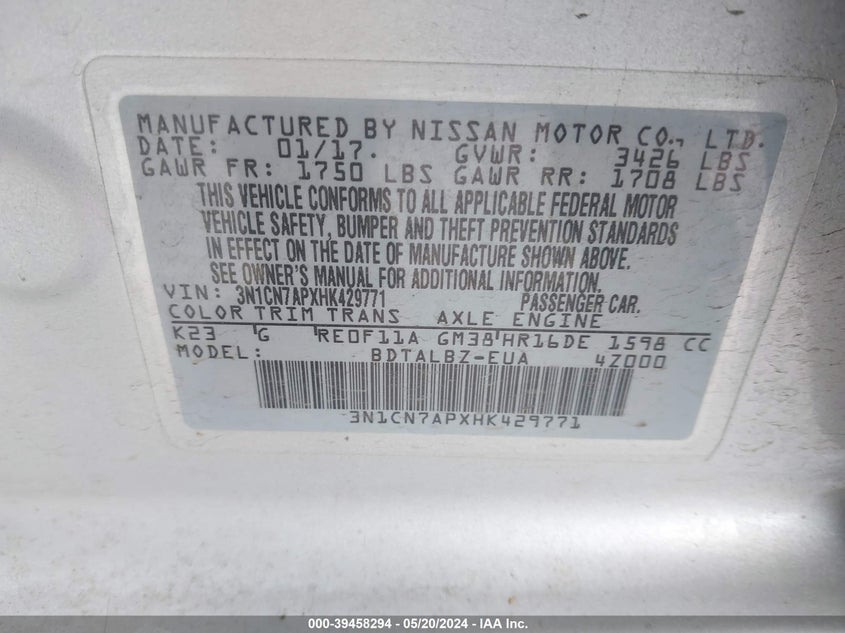 MANUFACTURED BY NISSAN MOTOR CO., LTD.
DATE: 01/17. GVWR: 3426 LBS
GAWR FR: 1750 LBS GAWR RR: 1708 LBS
THIS VEHICLE CONFORMS TO ALL APPLICABLE FEDERAL MOTOR
VEHICLE SAFETY, BUMPER AND THEFT PREVENTION STANDARDS
IN EFFECT ON THE DATE OF MANUFACTURE SHOWN ABOVE.
SEE OWNER'S MANUAL FOR ADDITIONAL INFORMATION.
VIN: 3N1CN7APXHK429771 PASSENGER CAR.
COLOR TRIM TRANS AXLE ENGINE
K23 G RE0F11A GM38 HR16DE 1598 CC
MODEL: BDTALBZ-EUA 4Z000
3N1CN7APXHK429771
000-39458294 - 05/20/2024 - IAA Inc.